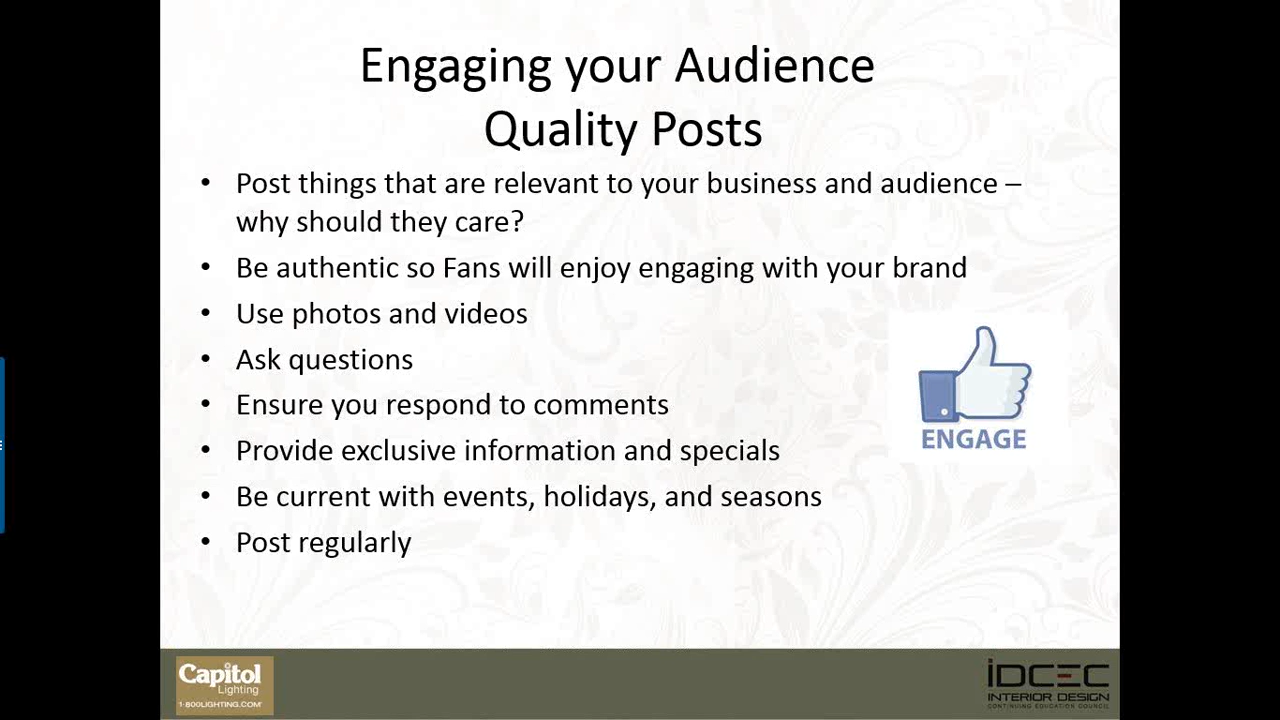 Engaging your Audience
Quality Posts
• Post things that are relevant to your business and audience –
why should they care?
• Be authentic so Fans will enjoy engaging with your brand
• Use photos and videos
• Ask questions
• Ensure you respond to comments
• Provide exclusive information and specials
• Be current with events, holidays, and seasons
• Post regularly
ENGAGE
Capitol
Lighting
1-800LIGHTING.COM
IDCEC
INTERIOR DESIGN
CONTINUING EDUCATION COUNCIL